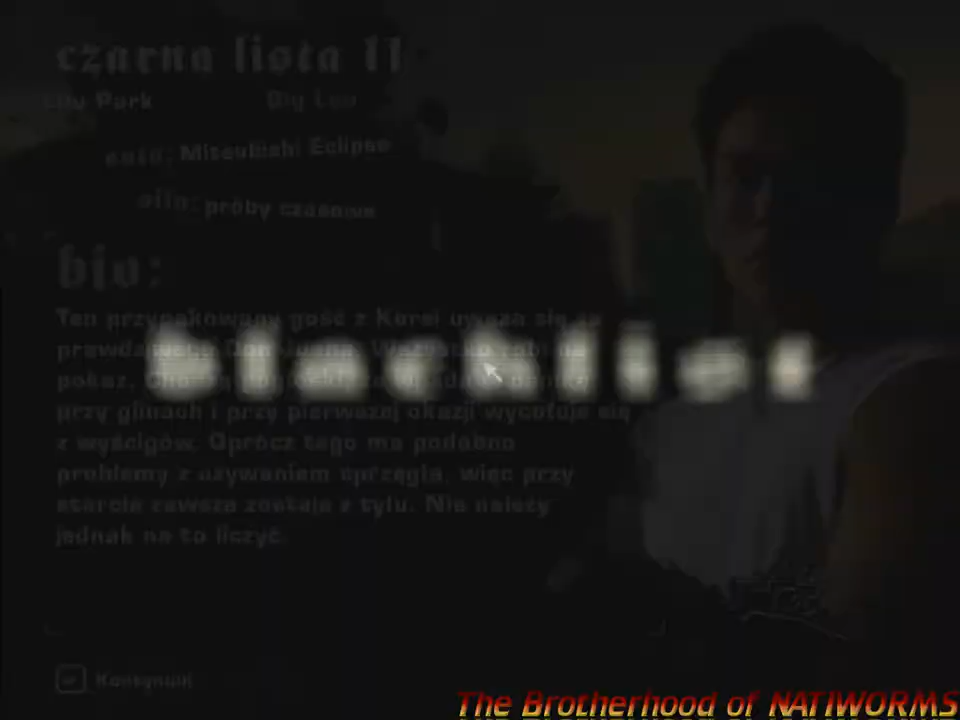 czarna lista 11
Park Big Lou
auto: Mitsubishi Eclipse
siła: próby czasowe
bio:
Ten przypakowany gość z Korei uważa się za
blacklist
pokaz.
przy glinach i przy pierwszej okazji wycofuje się
z wyścigów. Oprócz tego ma podobno
problemy z używaniem sprzęgła, więc przy
starcie zawsze zostaje z tyłu. Nie należy
jednak na to liczyć.
Kontynuuj
The Brotherhood of NATIWORMS